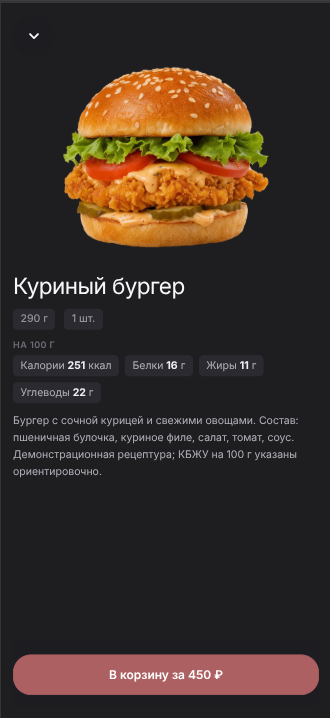 Куриный бургер
290 г 1 шт.
НА 100 Г
Калории 251 ккал Белки 16 г Жиры 11 г
Углеводы 22 г
Бургер с сочной курицей и свежими овощами. Состав:
пшеничная булочка, куриное филе, салат, томат, соус.
Демонстрационная рецептура; КБЖУ на 100 г указаны
ориентировочно.
В корзину за 450 ₽